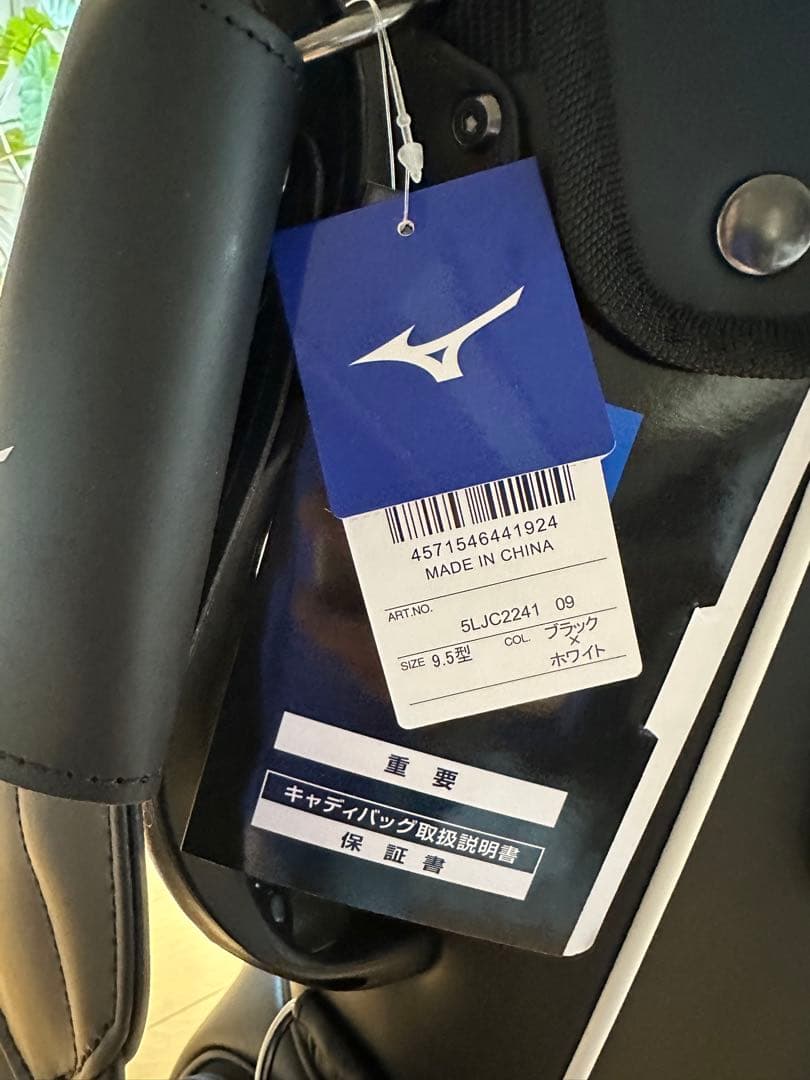 4571546441924
MADE IN CHINA
ART.NO.
5LJC2241 09
SIZE 9.5型 COL. ブラック
×
ホワイト
重要
キャディバッグ取扱説明書
保証書